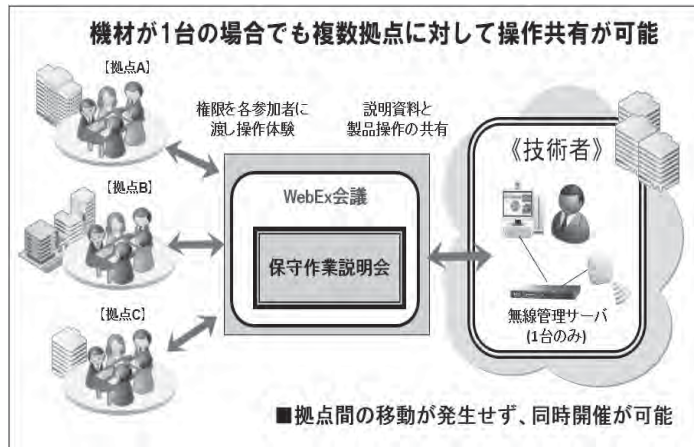 機材が1台の場合でも複数拠点に対して操作共有が可能
【拠点A】
権限を各参加者に
渡し操作体験
説明資料と
製品操作の共有
《技術者》
【拠点B】
WebEx会議
保守作業説明会
【拠点C】
無線管理サーバ
(1台のみ)
■拠点間の移動が発生せず、同時開催が可能